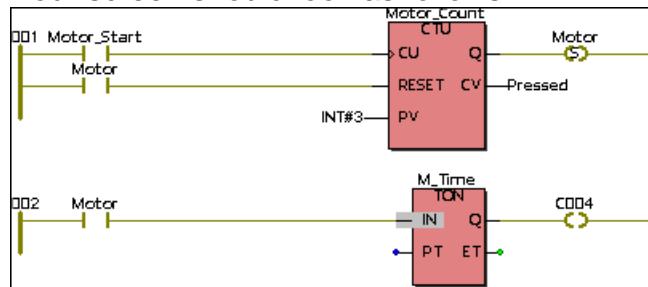 Motor_Count
001 Motor_Start CTU Motor
CU Q S
Motor
RESET CV Pressed
INT#3 PV
M_Time
002 Motor TON C004
IN Q
PT ET